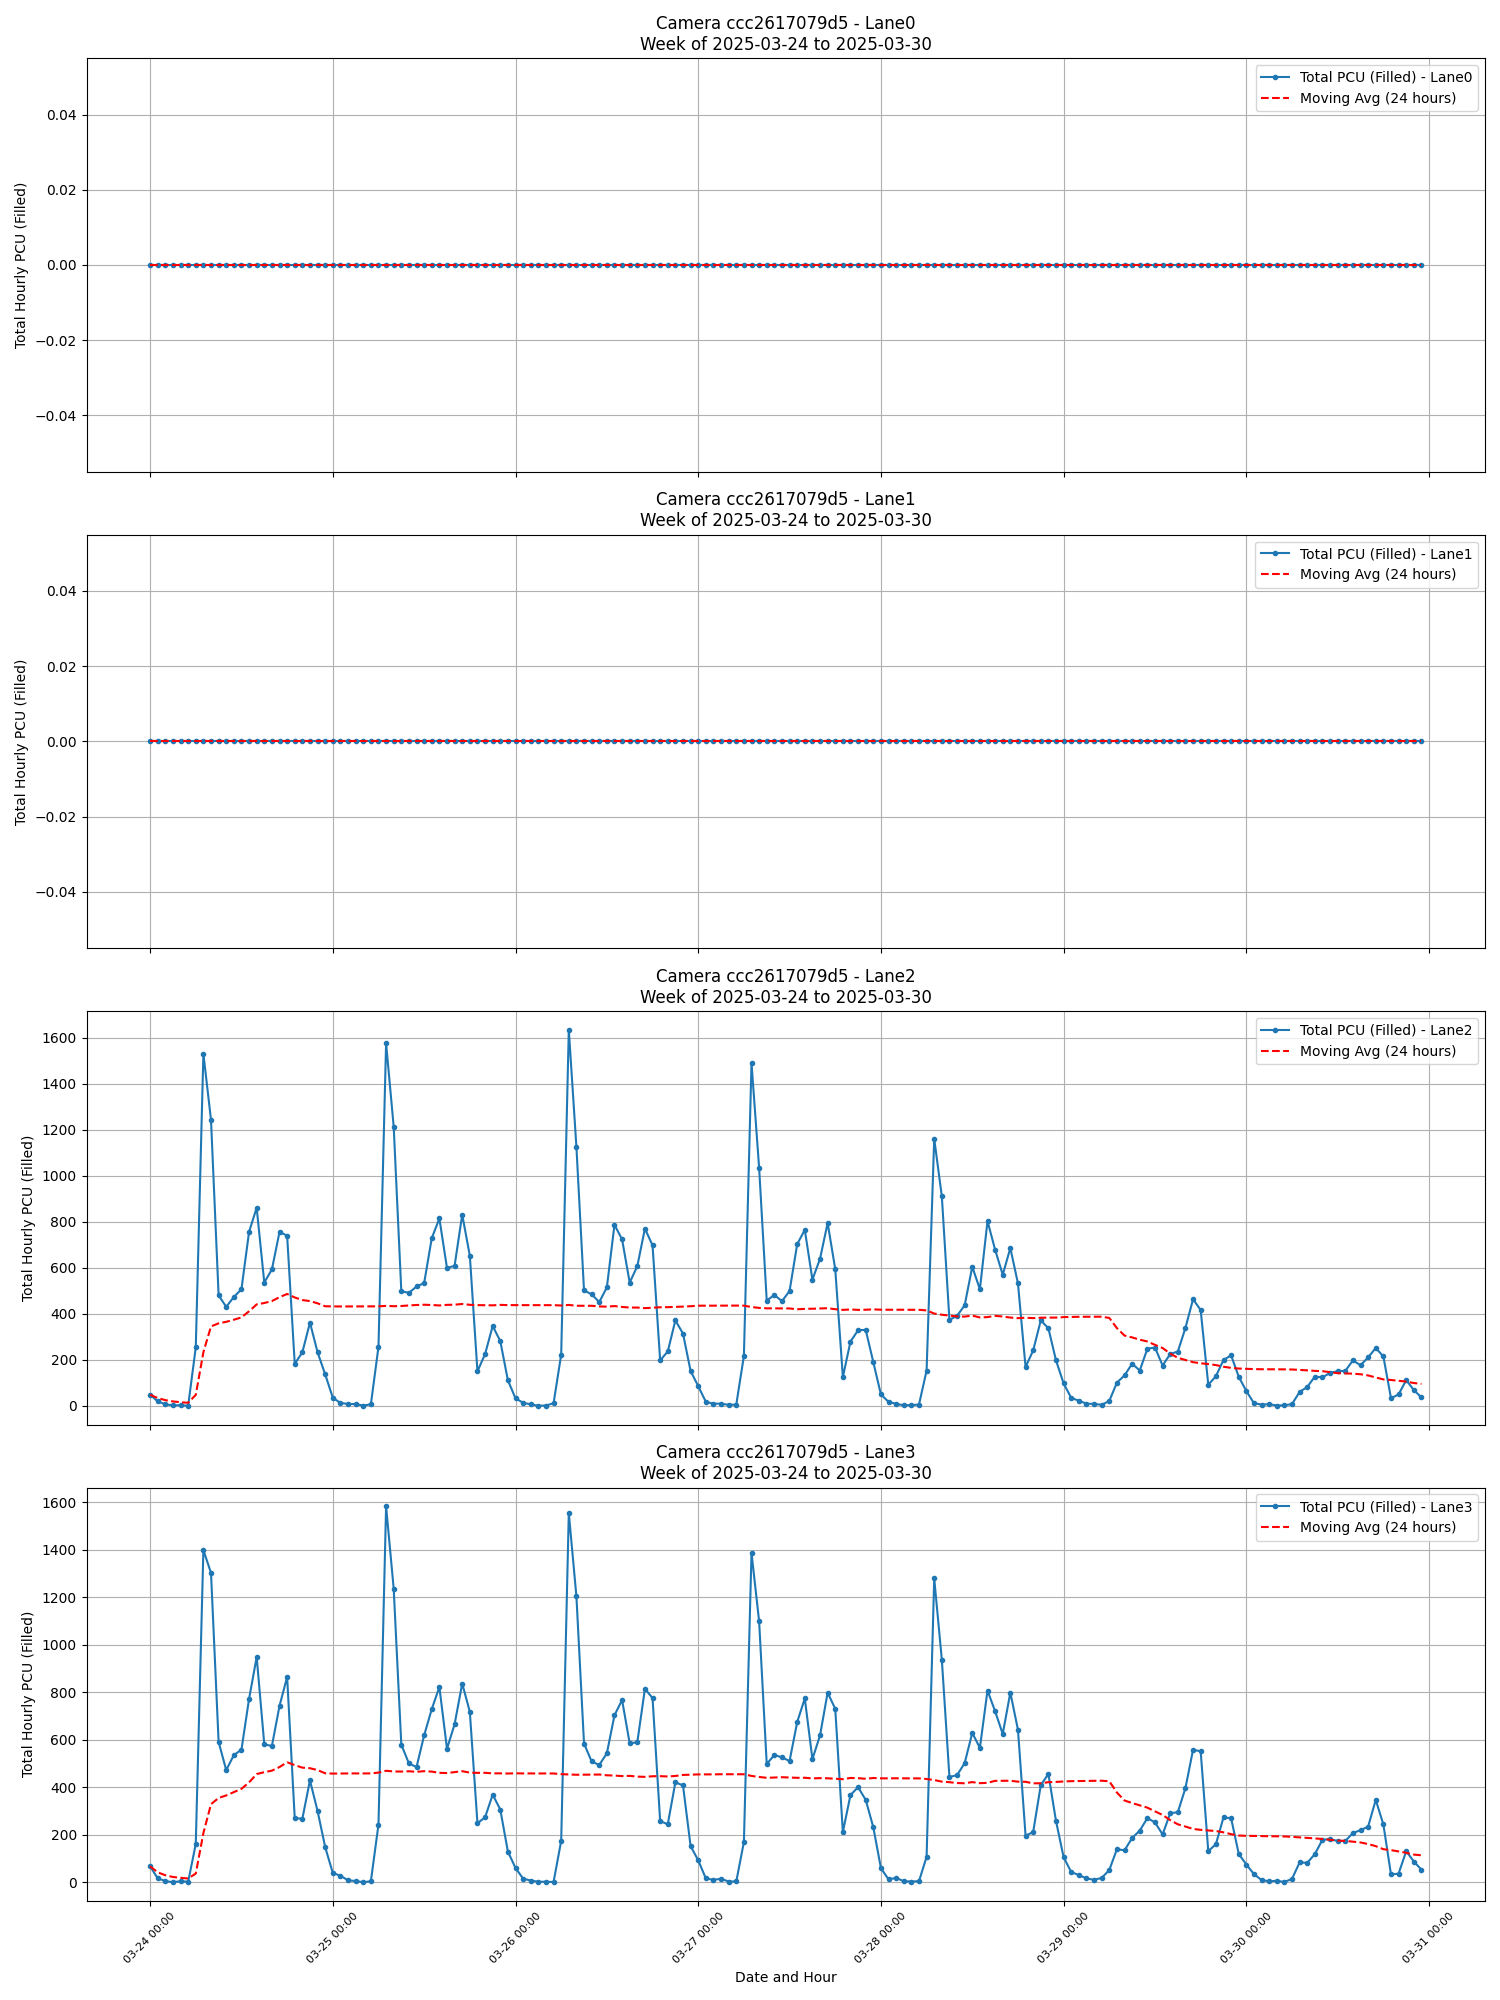 Camera ccc2617079d5 - Lane0
Week of 2025-03-24 to 2025-03-30
Total PCU (Filled) - Lane0
Moving Avg (24 hours)
Total Hourly PCU (Filled)
0.04
0.02
0.00
−0.02
−0.04
Camera ccc2617079d5 - Lane1
Week of 2025-03-24 to 2025-03-30
Total PCU (Filled) - Lane1
Moving Avg (24 hours)
Total Hourly PCU (Filled)
0.04
0.02
0.00
−0.02
−0.04
Camera ccc2617079d5 - Lane2
Week of 2025-03-24 to 2025-03-30
Total PCU (Filled) - Lane2
Moving Avg (24 hours)
Total Hourly PCU (Filled)
1600
1400
1200
1000
800
600
400
200
0
Camera ccc2617079d5 - Lane3
Week of 2025-03-24 to 2025-03-30
Total PCU (Filled) - Lane3
Moving Avg (24 hours)
Total Hourly PCU (Filled)
1600
1400
1200
1000
800
600
400
200
0
03-24 00:00
03-25 00:00
03-26 00:00
03-27 00:00
03-28 00:00
03-29 00:00
03-30 00:00
03-31 00:00
Date and Hour